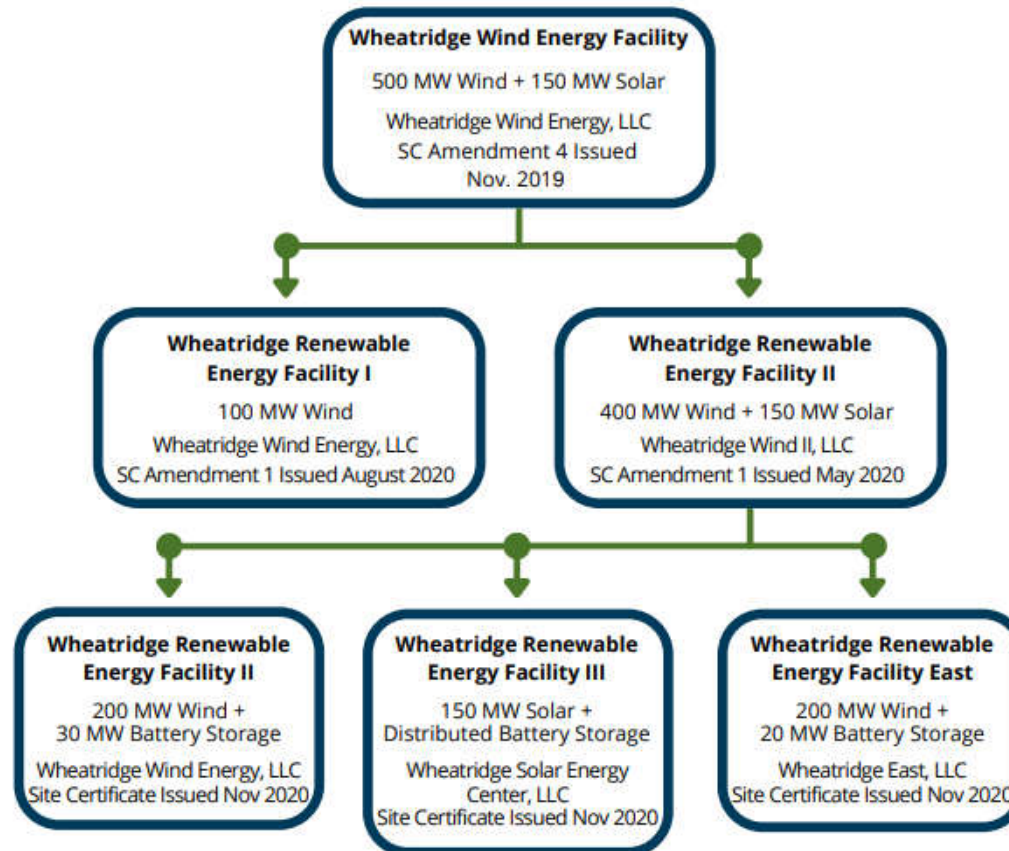 Wheatridge Wind Energy Facility
500 MW Wind + 150 MW Solar
Wheatridge Wind Energy, LLC
SC Amendment 4 Issued
Nov. 2019
Wheatridge Renewable
Energy Facility I
100 MW Wind
Wheatridge Wind Energy, LLC
SC Amendment 1 Issued August 2020
Wheatridge Renewable
Energy Facility II
400 MW Wind + 150 MW Solar
Wheatridge Wind II, LLC
SC Amendment 1 Issued May 2020
Wheatridge Renewable
Energy Facility II
200 MW Wind +
30 MW Battery Storage
Wheatridge Wind Energy, LLC
Site Certificate Issued Nov 2020
Wheatridge Renewable
Energy Facility III
150 MW Solar +
Distributed Battery Storage
Wheatridge Solar Energy
Center, LLC
Site Certificate Issued Nov 2020
Wheatridge Renewable
Energy Facility East
200 MW Wind +
20 MW Battery Storage
Wheatridge East, LLC
Site Certificate Issued Nov 2020